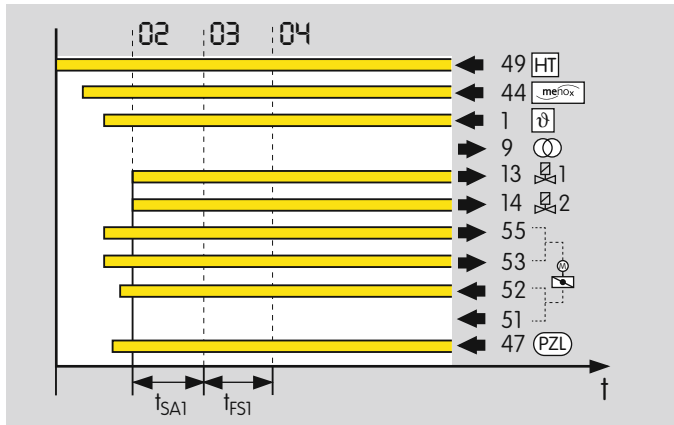 02 03 04
49 HT
44 menox
1 ϑ
9
13 1
14 2
55
53
M
52
51
47 PZL
t
tSA1 tFS1